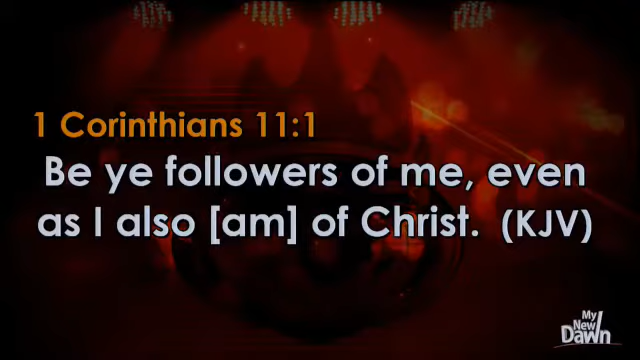 1 Corinthians 11:1
Be ye followers of me, even
as I also [am] of Christ. (KJV)
My
New
Dawn